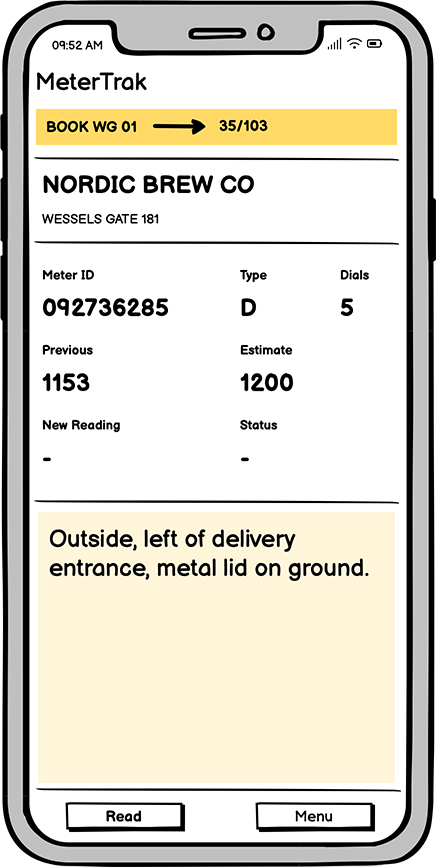 09:52 AM
MeterTrak
BOOK WG 01 35/103
NORDIC BREW CO
WESSELS GATE 181
Meter ID Type Dials
092736285 D 5
Previous Estimate
1153 1200
New Reading Status
- -
Outside, left of delivery
entrance, metal lid on ground.
Read Menu